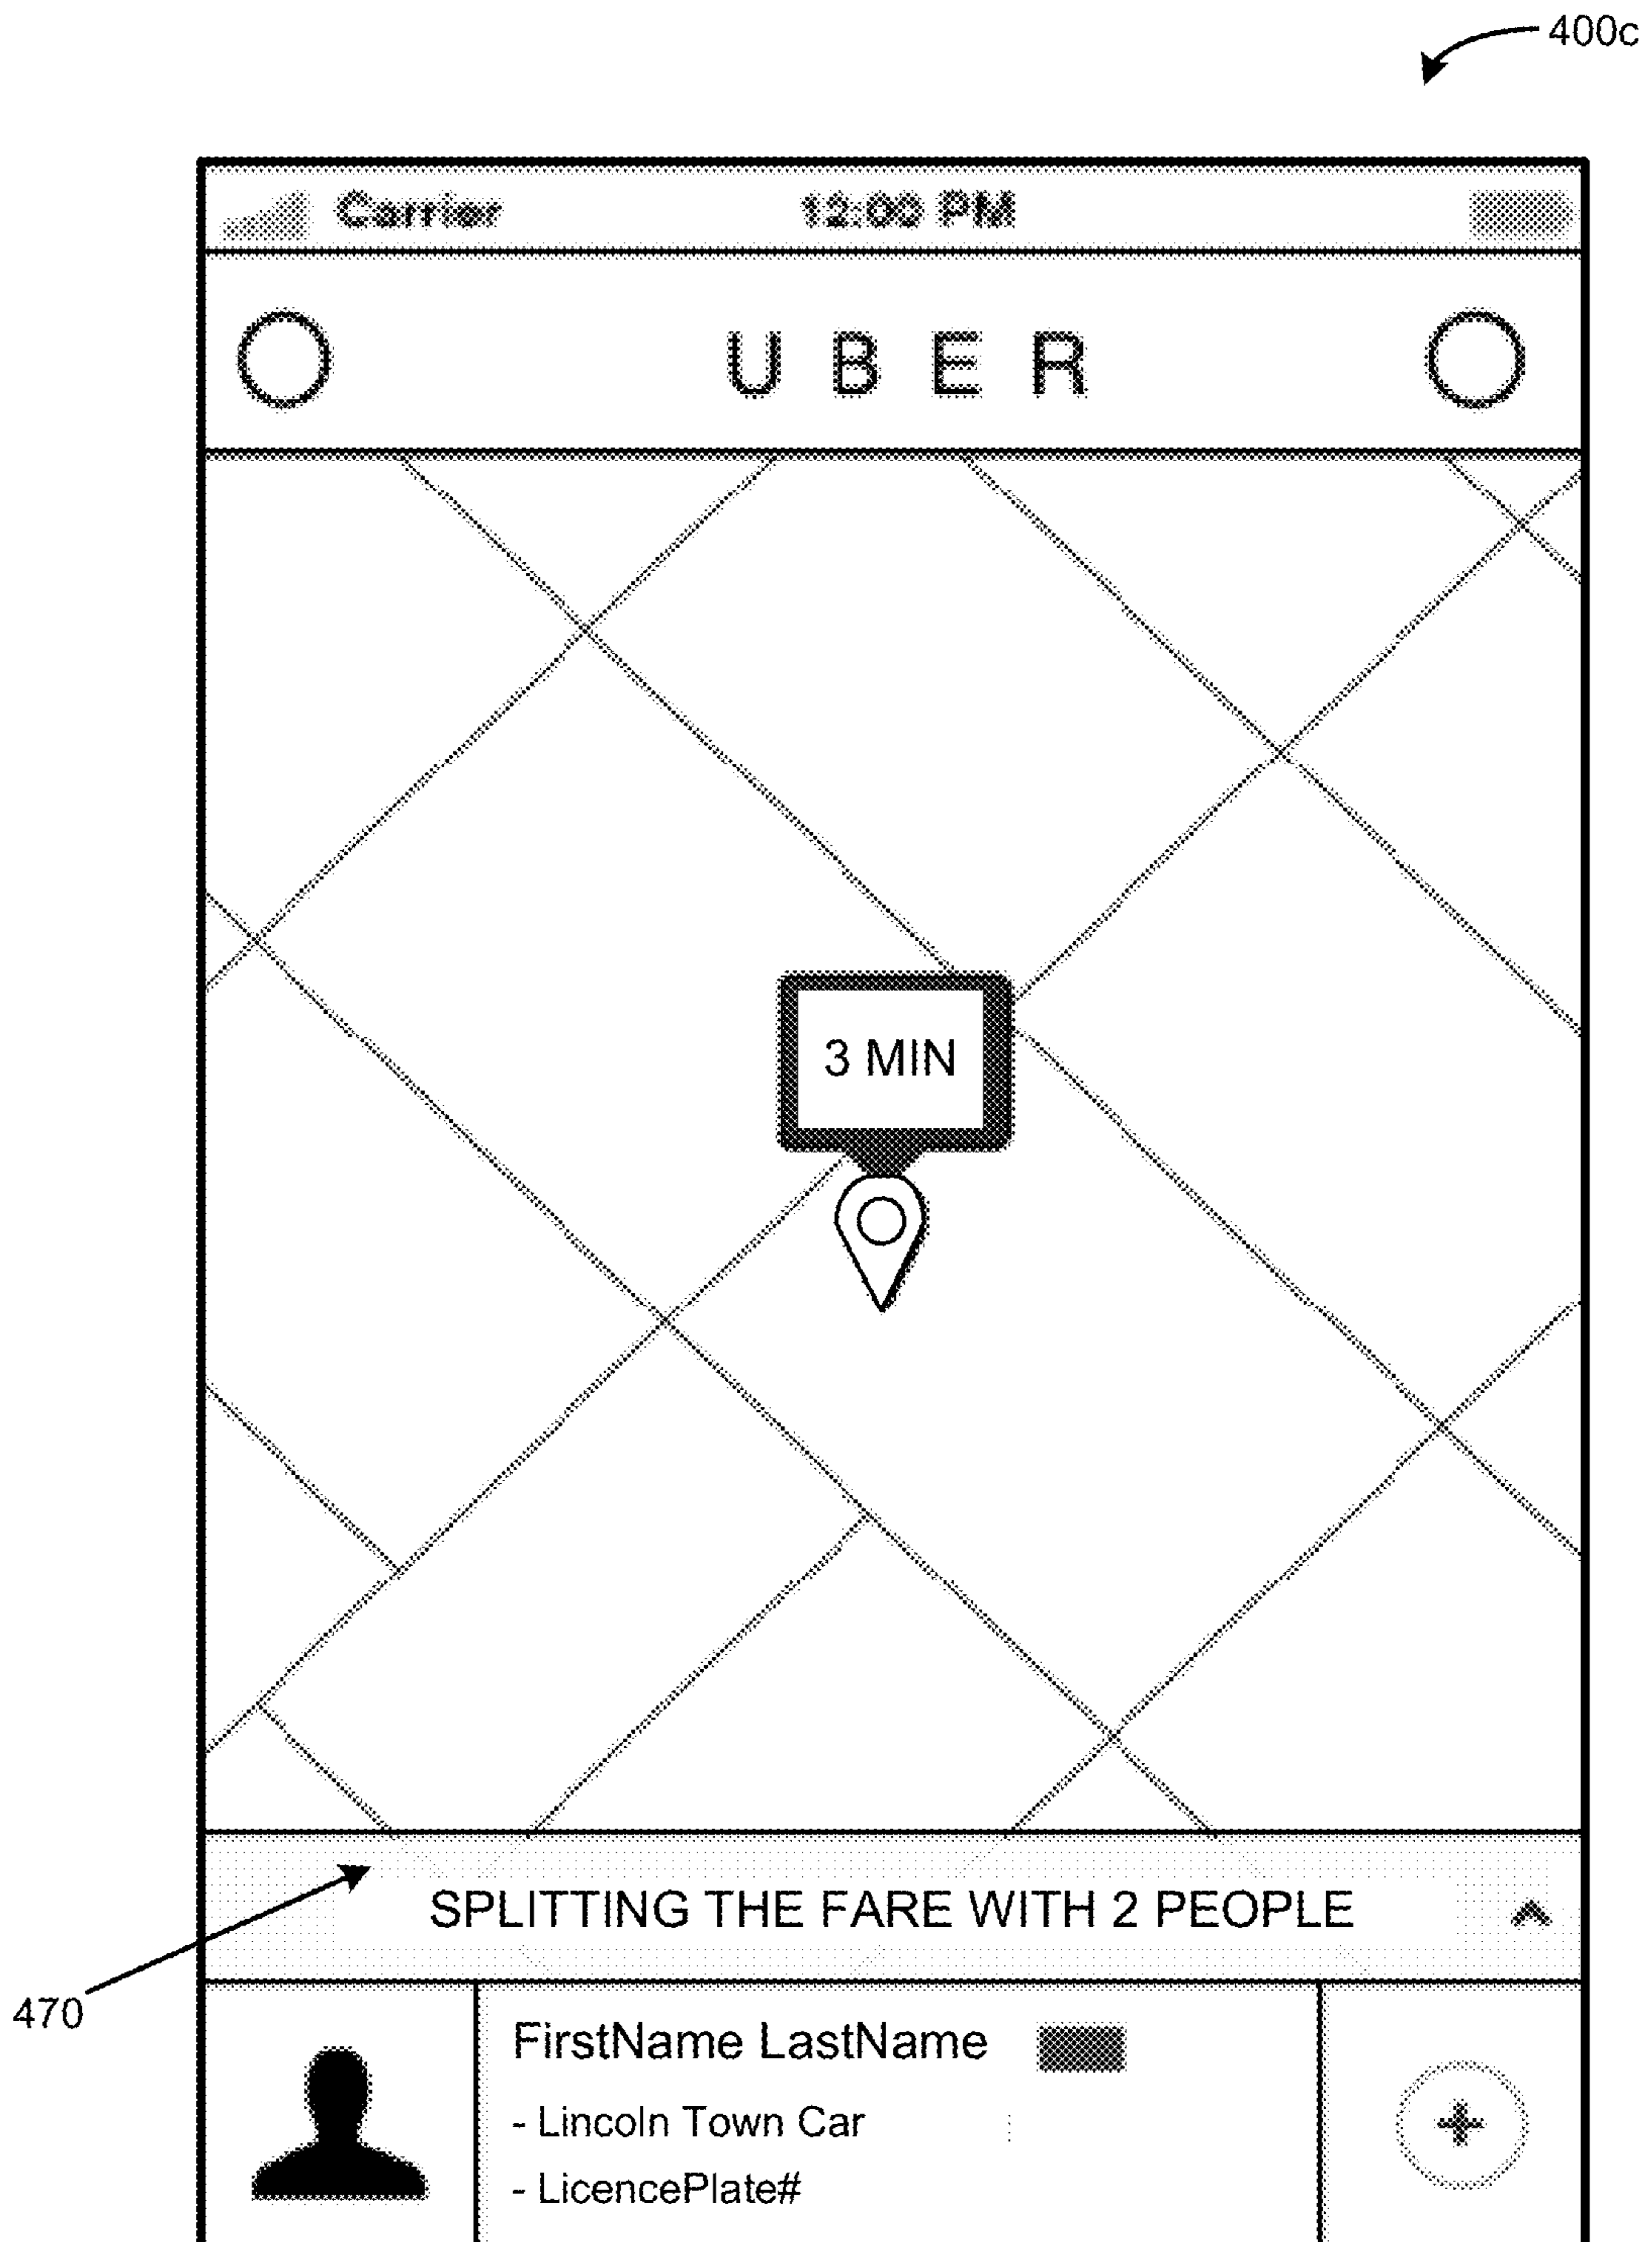 400c
Carrier 12:00 PM
UBER
3 MIN
SPLITTING THE FARE WITH 2 PEOPLE
470
FirstName LastName
- Lincoln Town Car
- LicencePlate#